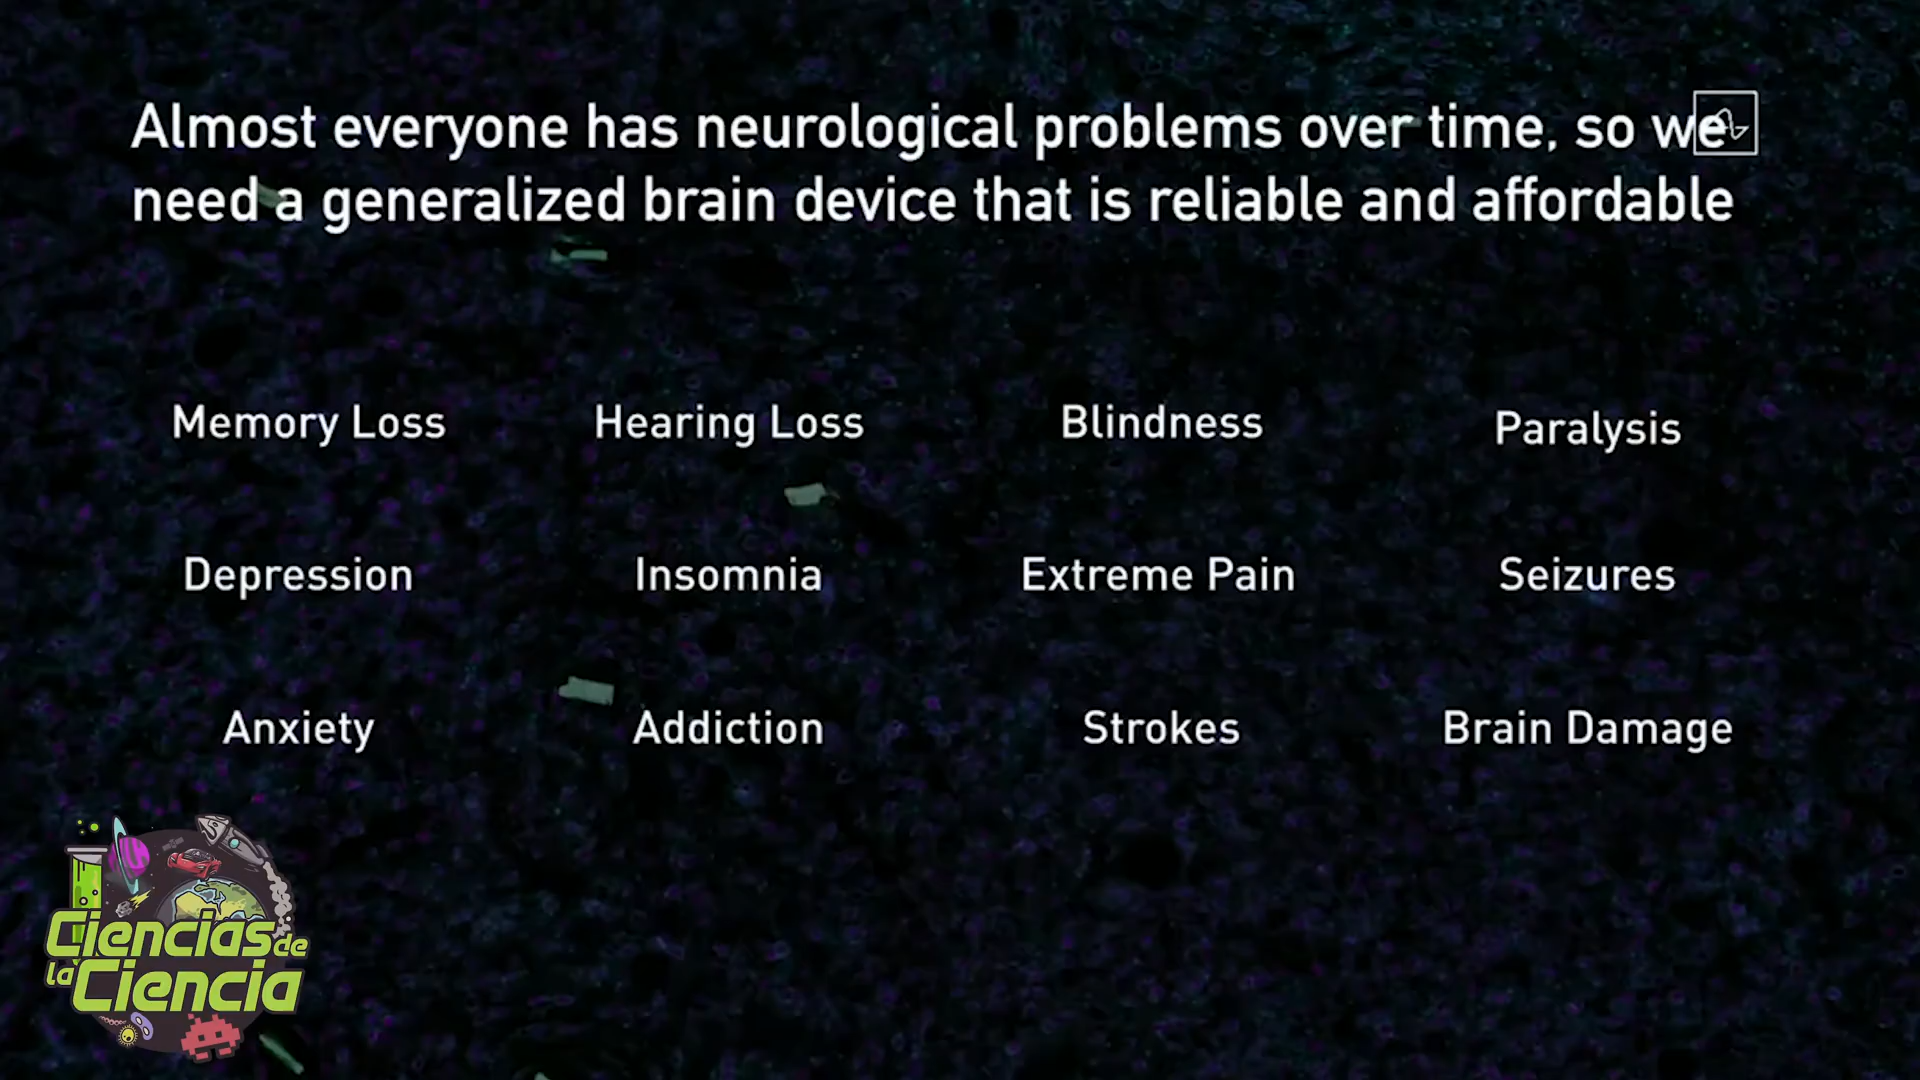 Almost everyone has neurological problems over time, so we
need a generalized brain device that is reliable and affordable
Memory Loss Hearing Loss Blindness Paralysis
Depression Insomnia Extreme Pain Seizures
Anxiety Addiction Strokes Brain Damage
Ciencias de
la Ciencia